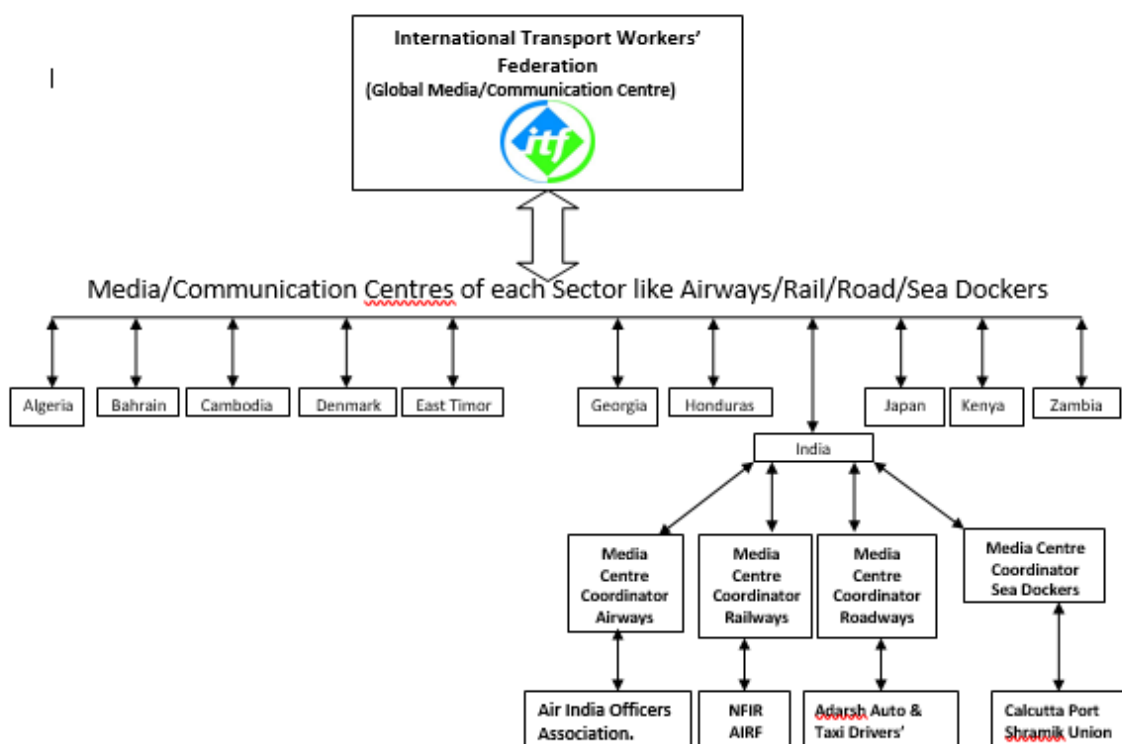 International Transport Workers'
Federation
(Global Media/Communication Centre)
itf
Media/Communication Centres of each Sector like Airways/Rail/Road/Sea Dockers
Algeria
Bahrain
Cambodia
Denmark
East Timor
Georgia
Honduras
Japan
Kenya
Zambia
India
Media
Centre
Coordinator
Airways
Media
Centre
Coordinator
Railways
Media
Centre
Coordinator
Roadways
Media Centre
Coordinator
Sea Dockers
Air India Officers
Association.
NFIR
AIRF
Adarsh Auto &
Taxi Drivers'
Calcutta Port
Shramik Union